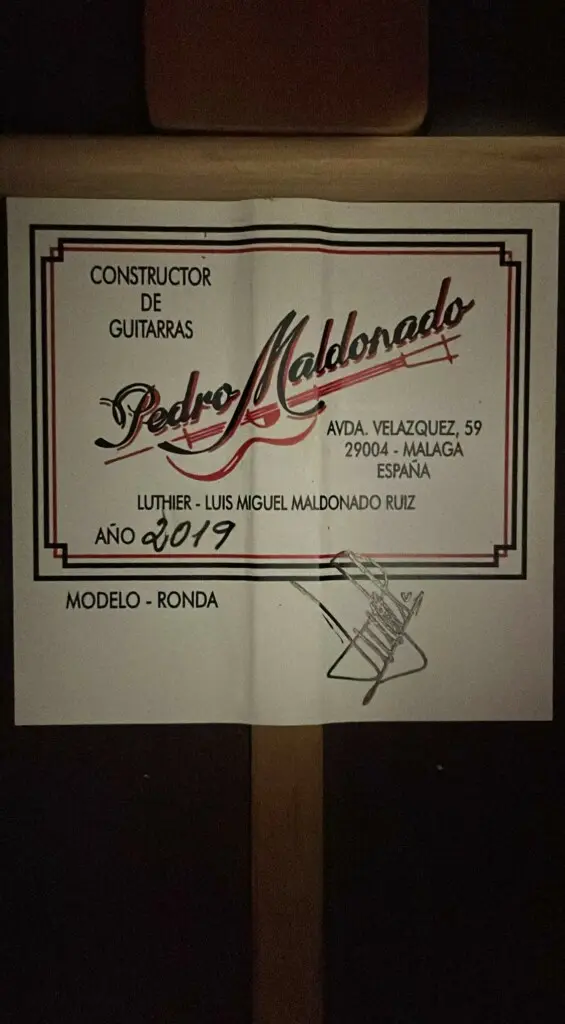 CONSTRUCTOR
DE
GUITARRAS
Pedro Maldonado
AVDA. VELAZQUEZ, 59
29004 - MALAGA
ESPAÑA
LUTHIER - LUIS MIGUEL MALDONADO RUIZ
AÑO 2019
MODELO - RONDA